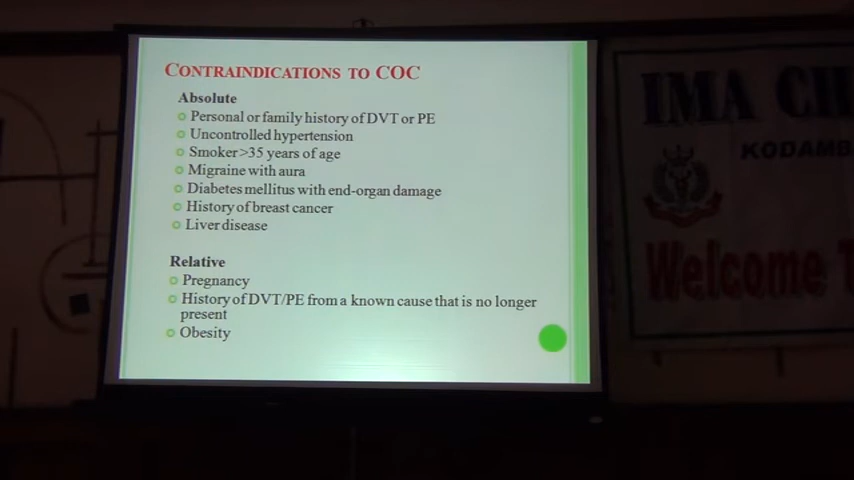 CONTRAINDICATIONS TO COC
Absolute
Personal or family history of DVT or PE
Uncontrolled hypertension
Smoker>35 years of age
Migraine with aura
Diabetes mellitus with end-organ damage
History of breast cancer
Liver disease
Relative
Pregnancy
History of DVT/PE from a known cause that is no longer
present
Obesity
IMA CH
KODAMB
Welcome T